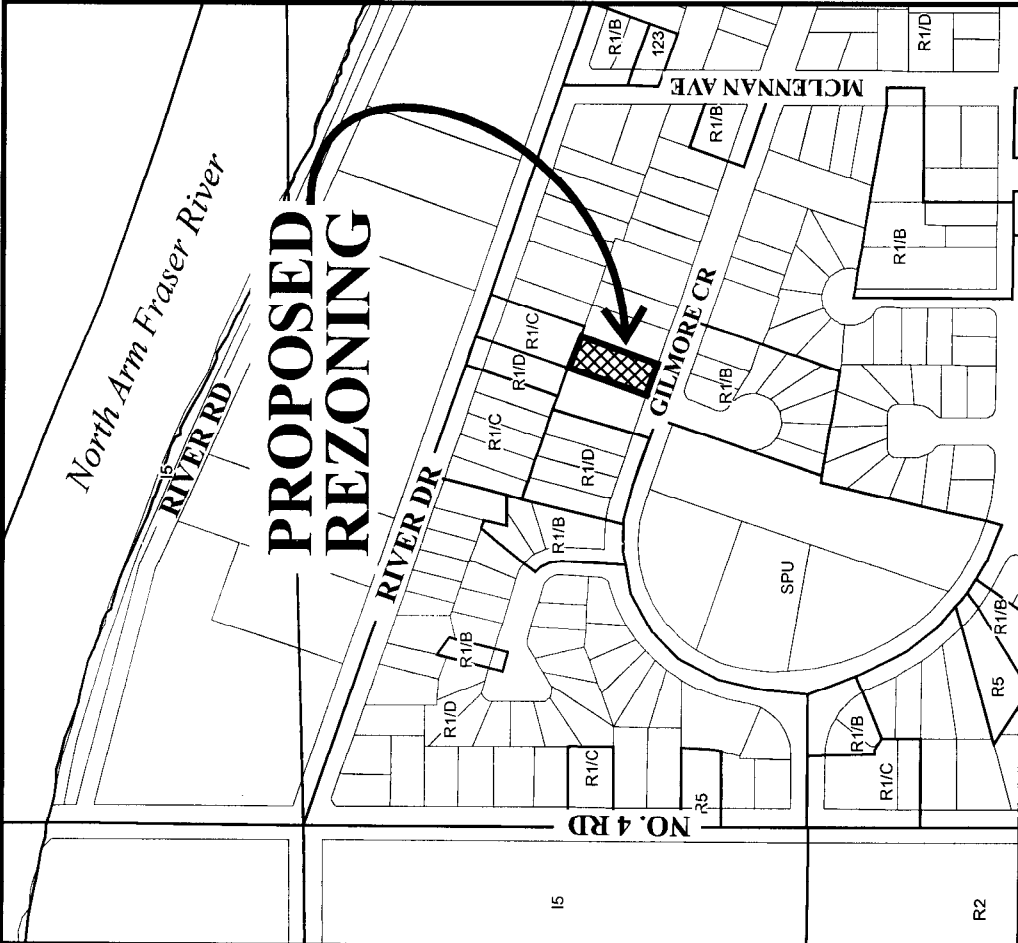 North Arm Fraser River
RIVER RD
I5
PROPOSED
REZONING
RIVER DR
R1/B
123
R1/D
MCLENNAN AVE
R1/B
R1/C
R1/D
R1/C
GILMORE CR
R1/B
R1/B
R1/D
R1/B
R1/B
R1/D
SPU
R1/C
R5
NO. 4 RD
R1/B
R1/C
R1/B
R5
I5
R2